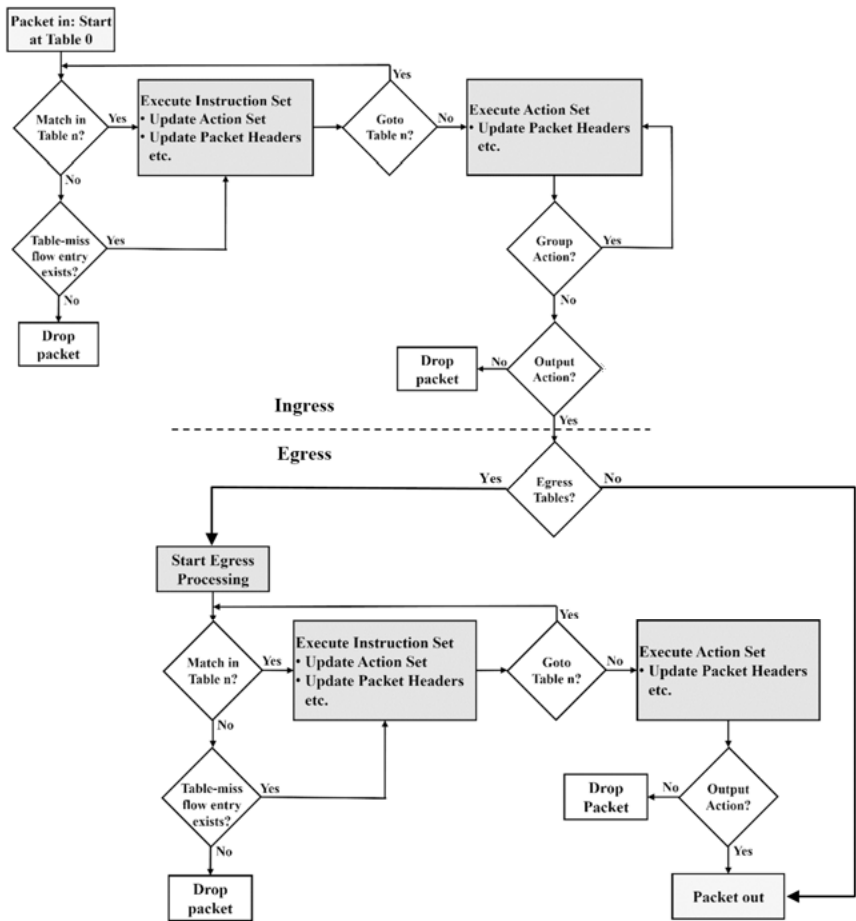 Packet in: Start
at Table 0
Yes
Match in
Table n?
Yes
Execute Instruction Set
• Update Action Set
• Update Packet Headers
etc.
Goto
Table n?
No
Execute Action Set
• Update Packet Headers
etc.
No
Table-miss
flow entry
exists?
Yes
Group
Action?
Yes
No
No
Drop
packet
Drop
packet
No
Output
Action?
Ingress
Yes
Egress
Yes
Egress
Tables?
No
Start Egress
Processing
Yes
Match in
Table n?
Yes
Execute Instruction Set
• Update Action Set
• Update Packet Headers
etc.
Goto
Table n?
No
Execute Action Set
• Update Packet Headers
etc.
No
Table-miss
flow entry
exists?
Yes
Drop
Packet
No
Output
Action?
No
Yes
Drop
packet
Packet out